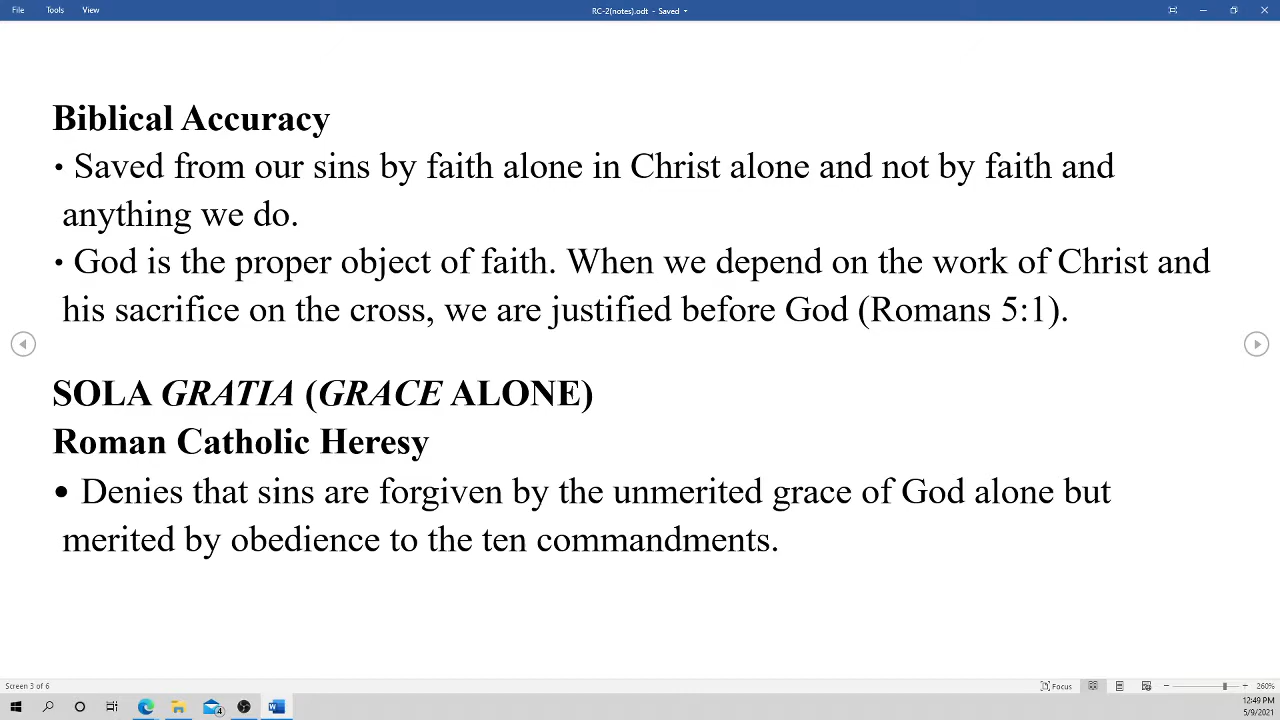 File Tools View RC-2(notes).odt - Saved
Biblical Accuracy
· Saved from our sins by faith alone in Christ alone and not by faith and
anything we do.
· God is the proper object of faith. When we depend on the work of Christ and
his sacrifice on the cross, we are justified before God (Romans 5:1).
SOLA GRATIA (GRACE ALONE)
Roman Catholic Heresy
• Denies that sins are forgiven by the unmerited grace of God alone but
merited by obedience to the ten commandments.
Screen 3 of 6 Focus 260%
4 12:49 PM
5/9/2021